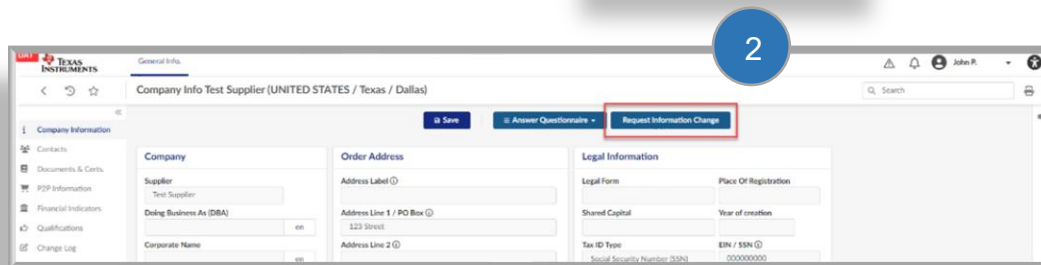 2
UAT
TEXAS INSTRUMENTS
General Info.
John P.
Company Info Test Supplier (UNITED STATES / Texas / Dallas)
Search
Save
Answer Questionnaire
Request Information Change
Company Information
Contacts
Documents & Certs.
P2P Information
Financial Indicators
Qualifications
Change Log
Company
Supplier
Test Supplier
Doing Business As (DBA)
en
Corporate Name
en
Order Address
Address Label
Address Line 1 / PO Box
123 Street
Address Line 2
Legal Information
Legal Form
Place Of Registration
Shared Capital
Year of creation
Tax ID Type
EIN / SSN
Social Security Number (SSN)
000000000